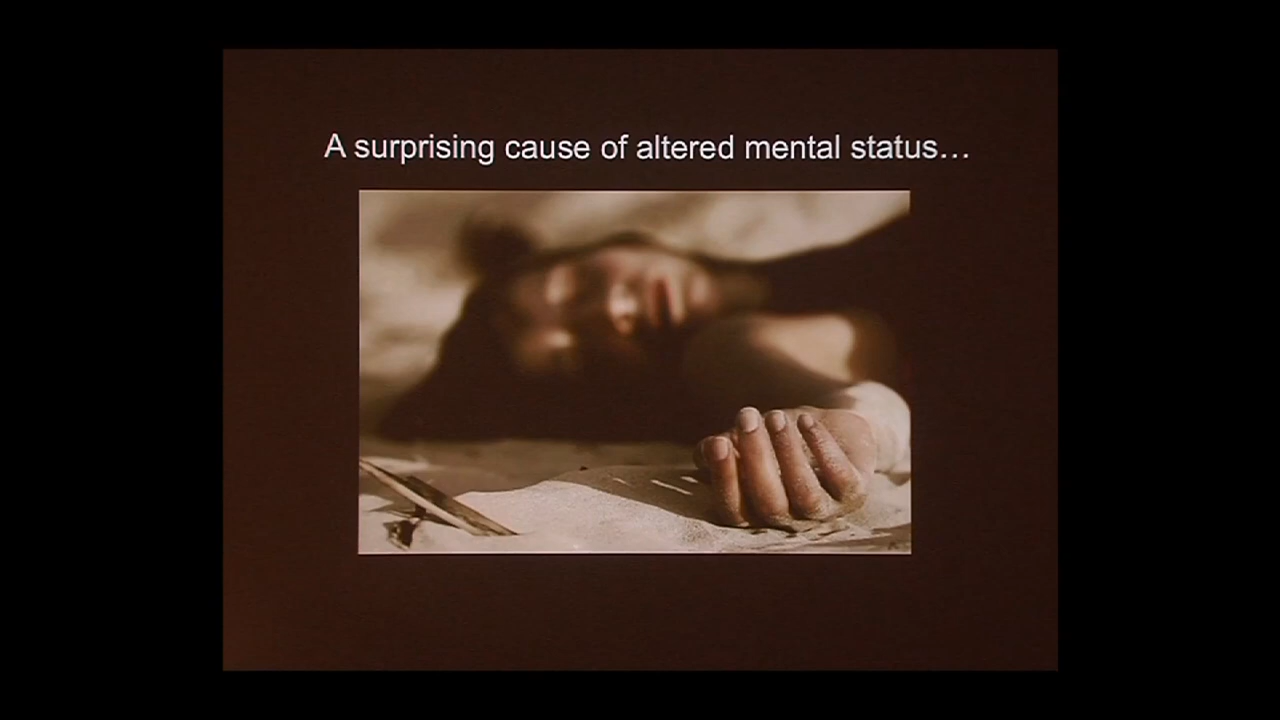 A surprising cause of altered mental status…